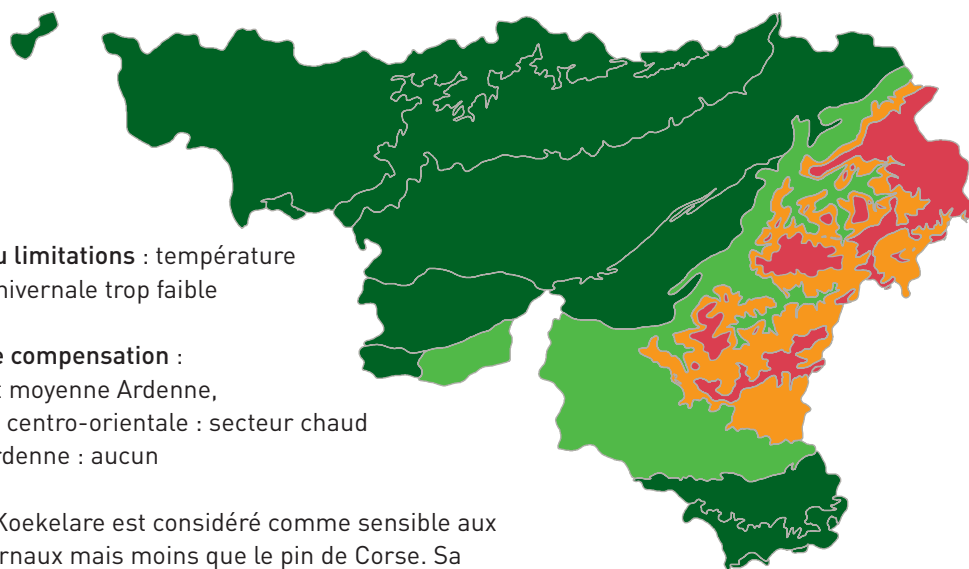 u limitations : température
nivernale trop faible
e compensation :
t moyenne Ardenne,
centro-orientale : secteur chaud
rdenne : aucun
Koekelare est considéré comme sensible aux
rnaux mais moins que le pin de Corse. Sa